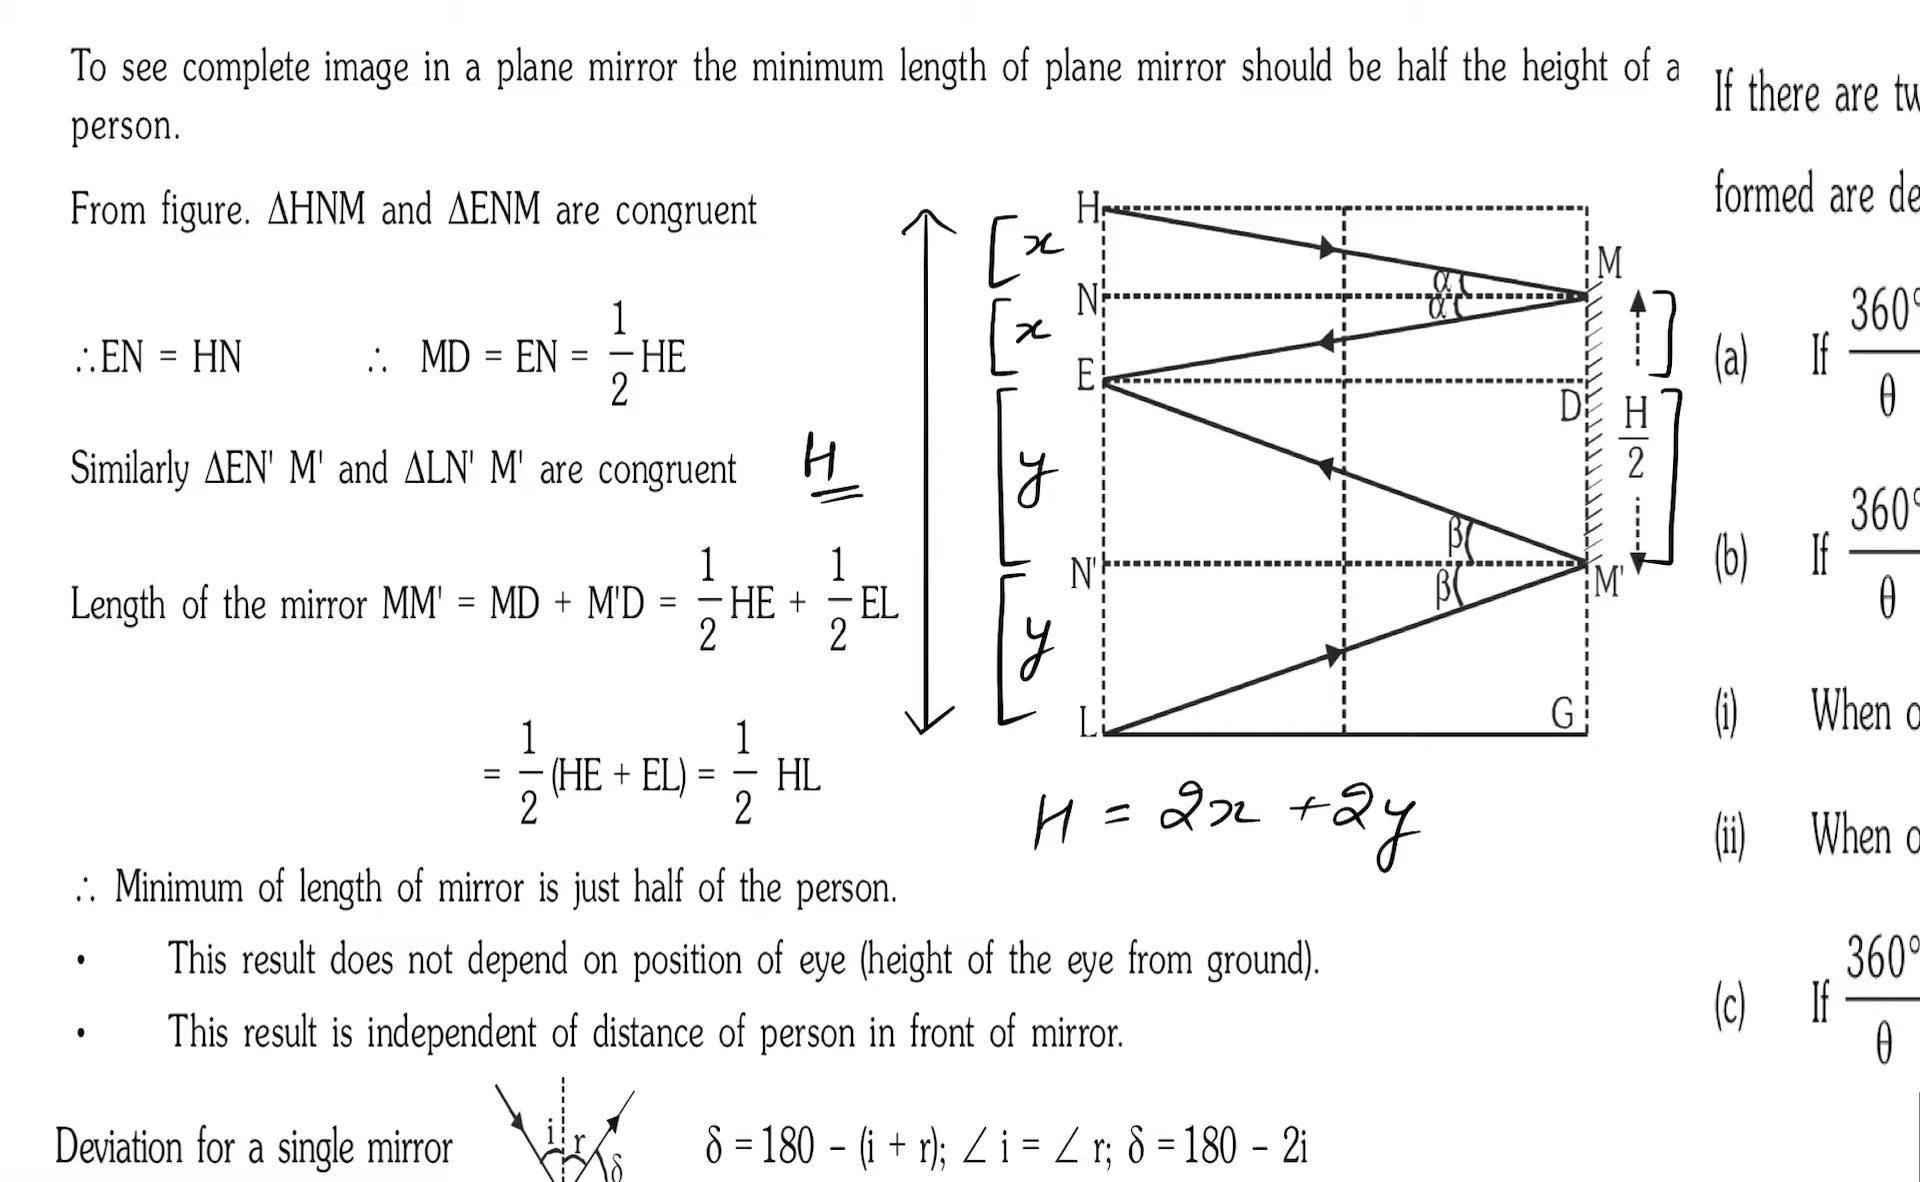 To see complete image in a plane mirror the minimum length of plane mirror should be half the height of a
person.
From figure. ΔHNM and ΔENM are congruent
∴ EN = HN ∴ MD = EN = 1/2 HE
Similarly ΔEN' M' and ΔLN' M' are congruent
Length of the mirror MM' = MD + M'D = 1/2 HE + 1/2 EL
= 1/2 (HE + EL) = 1/2 HL
∴ Minimum of length of mirror is just half of the person.
• This result does not depend on position of eye (height of the eye from ground).
• This result is independent of distance of person in front of mirror.
Deviation for a single mirror
i r
δ
δ = 180 – (i + r); ∠ i = ∠ r; δ = 180 – 2i
H
x
x
y
y
H
N
E
N'
L
α
α
β
β
M
D
H/2
M'
G
H = 2x + 2y
If there are
formed are
(a) If 360°/θ
(b) If 360°/θ
(i) When
(ii) When
(c) If 360°/θ